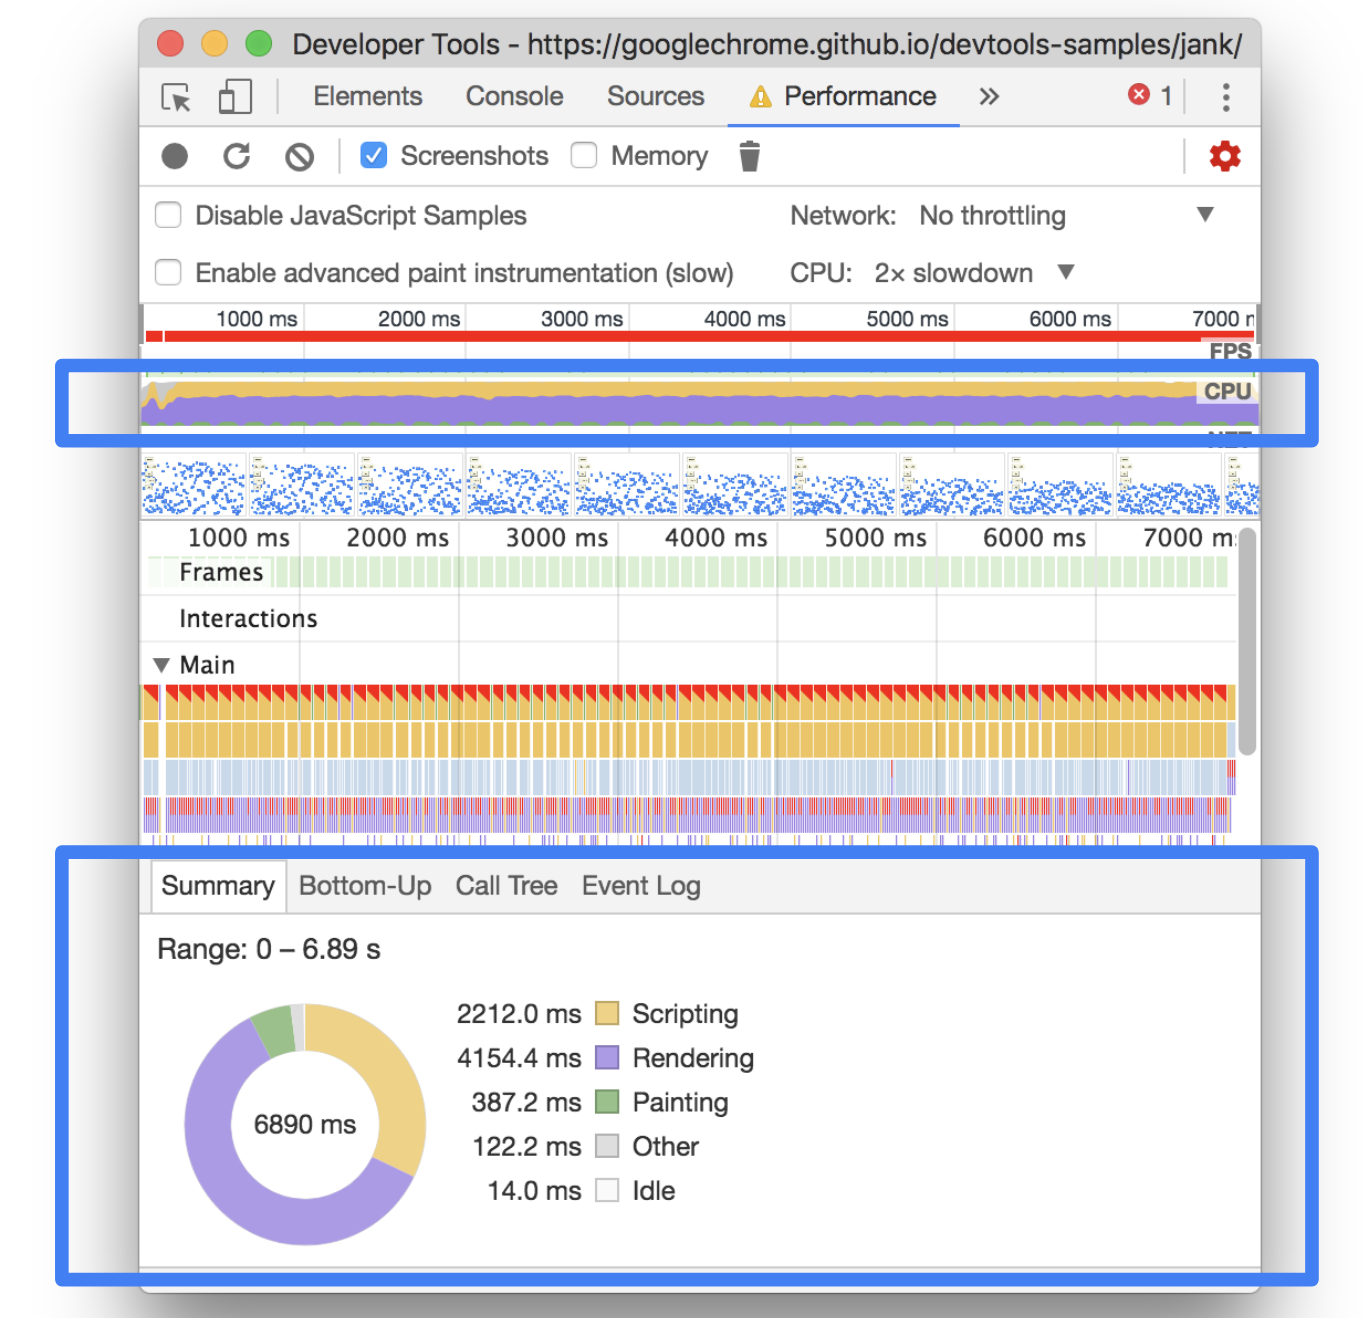 Developer Tools - https://googlechrome.github.io/devtools-samples/jank/
Elements Console Sources Performance » 1
Screenshots Memory
Disable JavaScript Samples Network: No throttling
Enable advanced paint instrumentation (slow) CPU: 2× slowdown
1000 ms 2000 ms 3000 ms 4000 ms 5000 ms 6000 ms 7000
FPS
CPU
NET
1000 ms 2000 ms 3000 ms 4000 ms 5000 ms 6000 ms 7000 m
Frames
Interactions
Main
Summary Bottom-Up Call Tree Event Log
Range: 0 – 6.89 s
2212.0 ms Scripting
4154.4 ms Rendering
6890 ms
387.2 ms Painting
122.2 ms Other
14.0 ms Idle